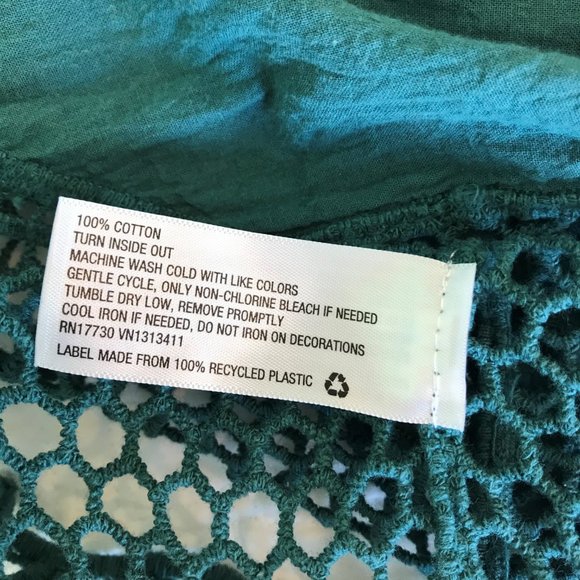 100% COTTON
TURN INSIDE OUT
MACHINE WASH COLD WITH LIKE COLORS
GENTLE CYCLE, ONLY NON-CHLORINE BLEACH IF NEEDED
TUMBLE DRY LOW, REMOVE PROMPTLY
COOL IRON IF NEEDED, DO NOT IRON ON DECORATIONS
RN17730 VN1313411
LABEL MADE FROM 100% RECYCLED PLASTIC